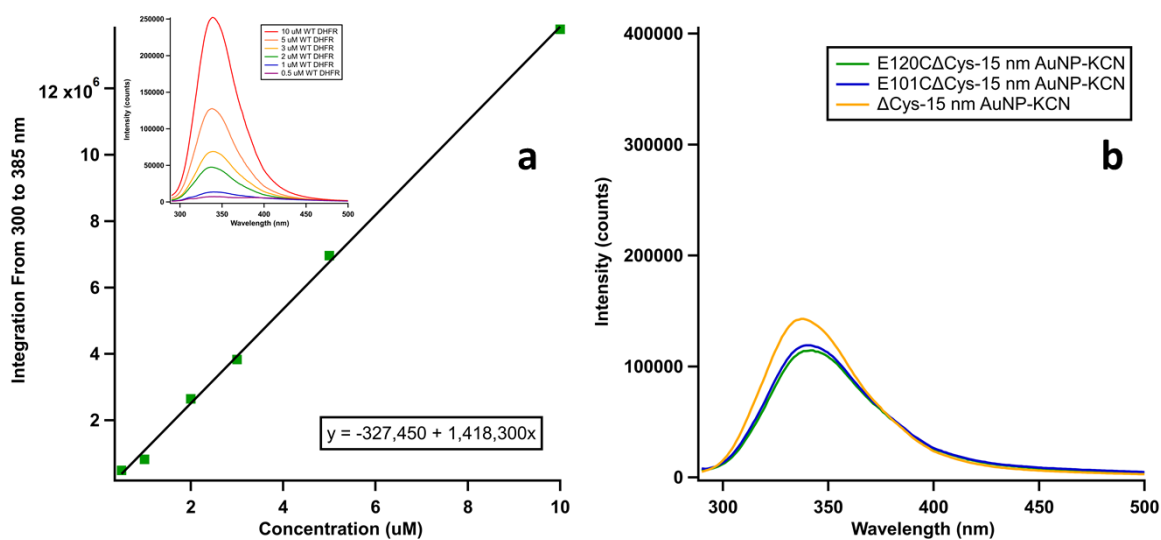 Integration From 300 to 385 nm
12 x10⁶
10
8
6
4
2
2
4
6
8
10
Concentration (uM)
y = -327,450 + 1,418,300x
a
Intensity (counts)
250000
200000
150000
100000
50000
0
300
350
400
450
500
Wavelength (nm)
10 uM WT DHFR
5 uM WT DHFR
3 uM WT DHFR
2 uM WT DHFR
1 uM WT DHFR
0.5 uM WT DHFR
b
Intensity (counts)
400000
300000
200000
100000
0
300
350
400
450
500
Wavelength (nm)
E120CΔCys-15 nm AuNP-KCN
E101CΔCys-15 nm AuNP-KCN
ΔCys-15 nm AuNP-KCN